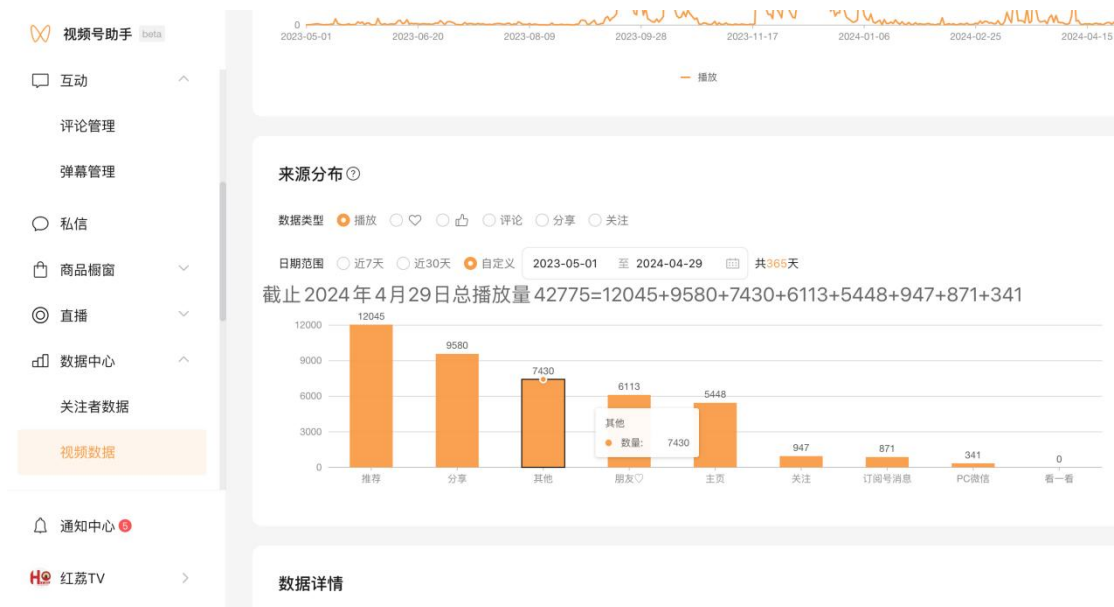 视频号助手 beta
互动
评论管理
弹幕管理
私信
商品橱窗
直播
数据中心
关注者数据
视频数据
通知中心 5
红荔TV
0
2023-05-01 2023-06-20 2023-08-09 2023-09-28 2023-11-17 2024-01-06 2024-02-25 2024-04-15
播放
来源分布
数据类型 播放 评论 分享 关注
日期范围 近7天 近30天 自定义 2023-05-01 至 2024-04-29 共365天
截止2024年4月29日总播放量42775=12045+9580+7430+6113+5448+947+871+341
12000 9000 6000 3000 0
12045 9580 7430 6113 5448 947 871 341 0
其他
数量: 7430
推荐 分享 其他 朋友♡ 主页 关注 订阅号消息 PC微信 看一看
数据详情